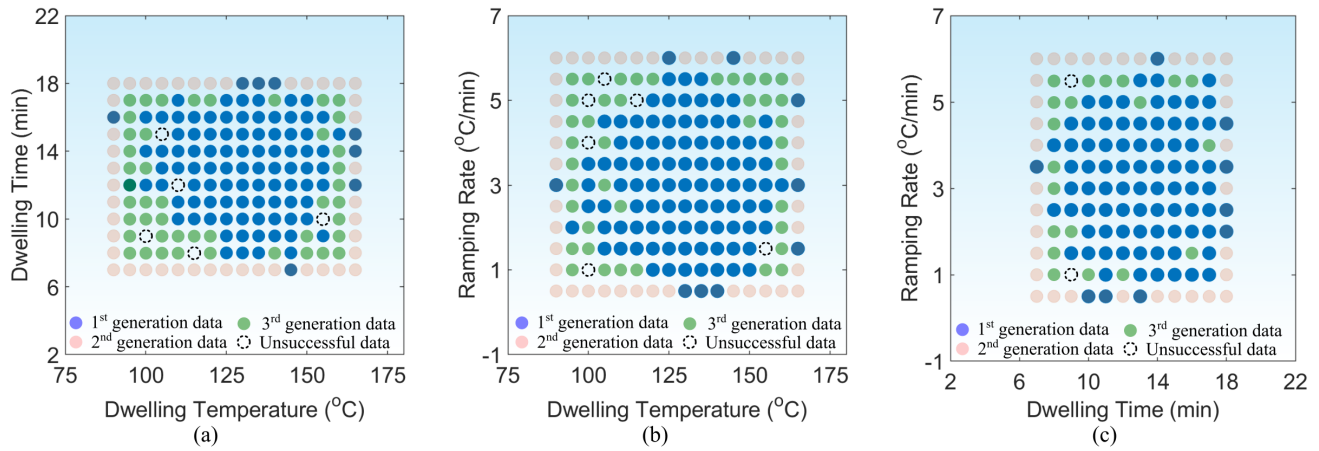 22
18
14
10
6
2
Dwelling Time (min)
1st generation data
3rd generation data
2nd generation data
Unsuccessful data
75 100 125 150 175
Dwelling Temperature (°C)
(a)
7
5
3
1
-1
Ramping Rate (°C/min)
1st generation data
3rd generation data
2nd generation data
Unsuccessful data
75 100 125 150 175
Dwelling Temperature (°C)
(b)
7
5
3
1
-1
Ramping Rate (°C/min)
1st generation data
3rd generation data
2nd generation data
Unsuccessful data
2 6 10 14 18 22
Dwelling Time (min)
(c)